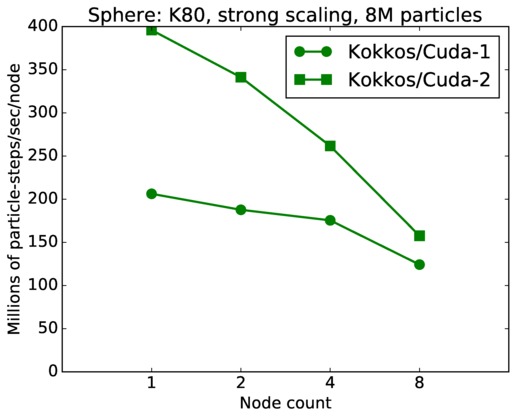 Sphere: K80, strong scaling, 8M particles
Kokkos/Cuda-1
Kokkos/Cuda-2
Millions of particle-steps/sec/node
400
350
300
250
200
150
100
50
0
1 2 4 8
Node count